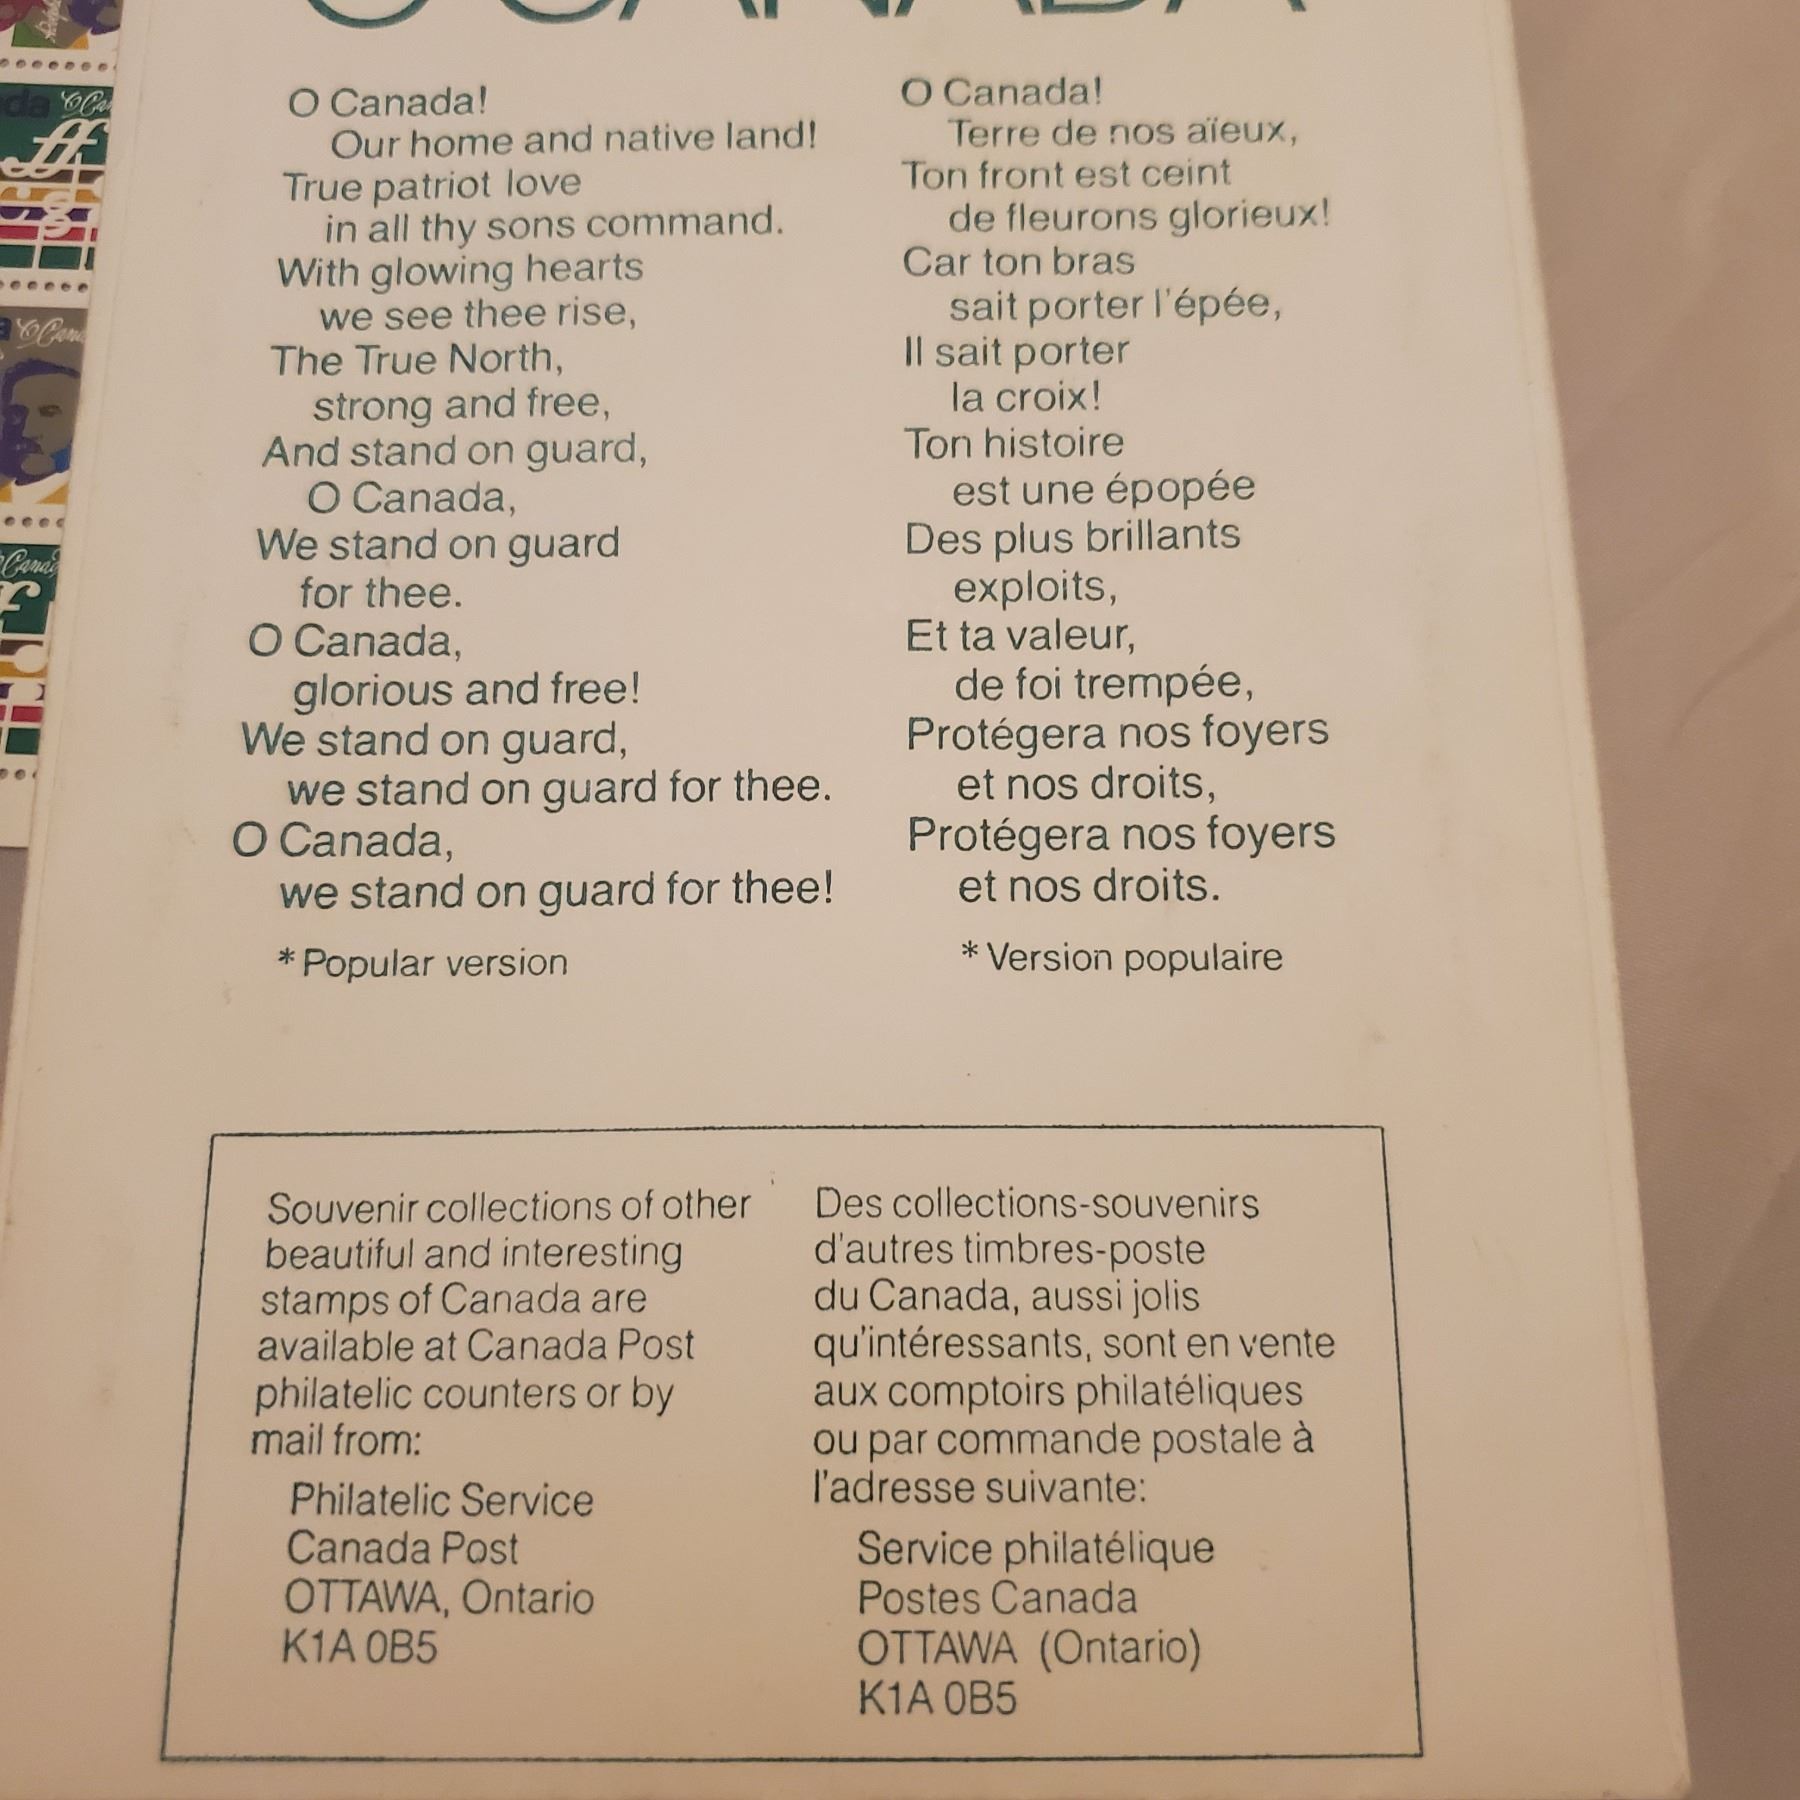 O CANADA
O Canada!
Our home and native land!
True patriot love
in all thy sons command.
With glowing hearts
we see thee rise,
The True North,
strong and free,
And stand on guard,
O Canada,
We stand on guard
for thee.
O Canada,
glorious and free!
We stand on guard,
we stand on guard for thee.
O Canada,
we stand on guard for thee!
* Popular version
O Canada!
Terre de nos aïeux,
Ton front est ceint
de fleurons glorieux!
Car ton bras
sait porter l'épée,
Il sait porter
la croix!
Ton histoire
est une épopée
Des plus brillants
exploits,
Et ta valeur,
de foi trempée,
Protégera nos foyers
et nos droits,
Protégera nos foyers
et nos droits.
* Version populaire
Souvenir collections of other
beautiful and interesting
stamps of Canada are
available at Canada Post
philatelic counters or by
mail from:
Philatelic Service
Canada Post
OTTAWA, Ontario
K1A 0B5
Des collections-souvenirs
d'autres timbres-poste
du Canada, aussi jolis
qu'intéressants, sont en vente
aux comptoirs philatéliques
ou par commande postale à
l'adresse suivante:
Service philatélique
Postes Canada
OTTAWA (Ontario)
K1A 0B5